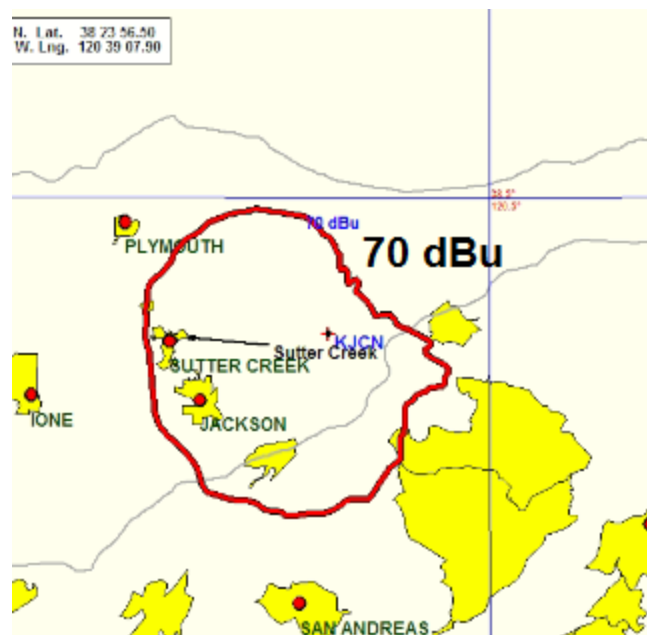 N. Lat. 38 23 56.50
W. Lng. 120 39 07.90
38.5°
120.5°
70 dBu
70 dBu
PLYMOUTH
KJCN
Sutter Creek
SUTTER CREEK
IONE
JACKSON
SAN ANDREAS